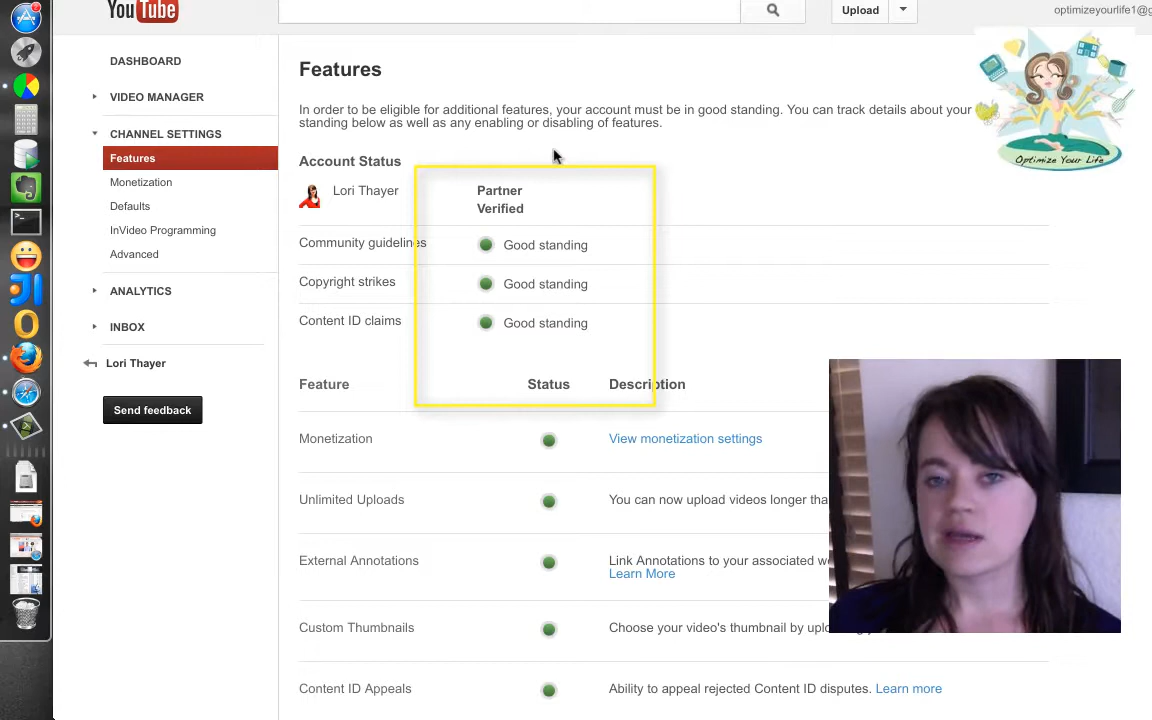 YouTube
Upload
optimizeyourlife1@g
DASHBOARD
VIDEO MANAGER
CHANNEL SETTINGS
Features
Monetization
Defaults
InVideo Programming
Advanced
ANALYTICS
INBOX
Lori Thayer
Send feedback
Features
In order to be eligible for additional features, your account must be in good standing. You can track details about your
standing below as well as any enabling or disabling of features.
Optimize Your Life
Account Status
Lori Thayer
Partner
Verified
Community guidelines Good standing
Copyright strikes Good standing
Content ID claims Good standing
Feature Status Description
Monetization View monetization settings
Unlimited Uploads You can now upload videos longer tha
External Annotations Link Annotations to your associated we
Learn More
Custom Thumbnails Choose your video's thumbnail by uplo
Content ID Appeals Ability to appeal rejected Content ID disputes. Learn more